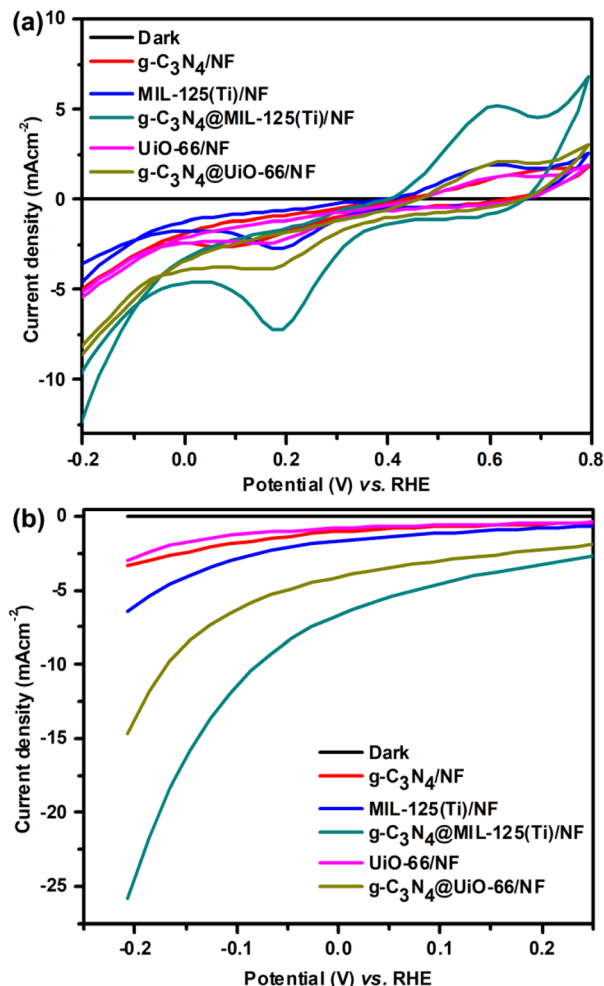 (a)
10
5
0
-5
-10
Current density (mAcm⁻²)
Dark
g-C₃N₄/NF
MIL-125(Ti)/NF
g-C₃N₄@MIL-125(Ti)/NF
UiO-66/NF
g-C₃N₄@UiO-66/NF
-0.2 0.0 0.2 0.4 0.6 0.8
Potential (V) vs. RHE
(b)
0
-5
-10
-15
-20
-25
Current density (mAcm⁻²)
Dark
g-C₃N₄/NF
MIL-125(Ti)/NF
g-C₃N₄@MIL-125(Ti)/NF
UiO-66/NF
g-C₃N₄@UiO-66/NF
-0.2 -0.1 0.0 0.1 0.2
Potential (V) vs. RHE